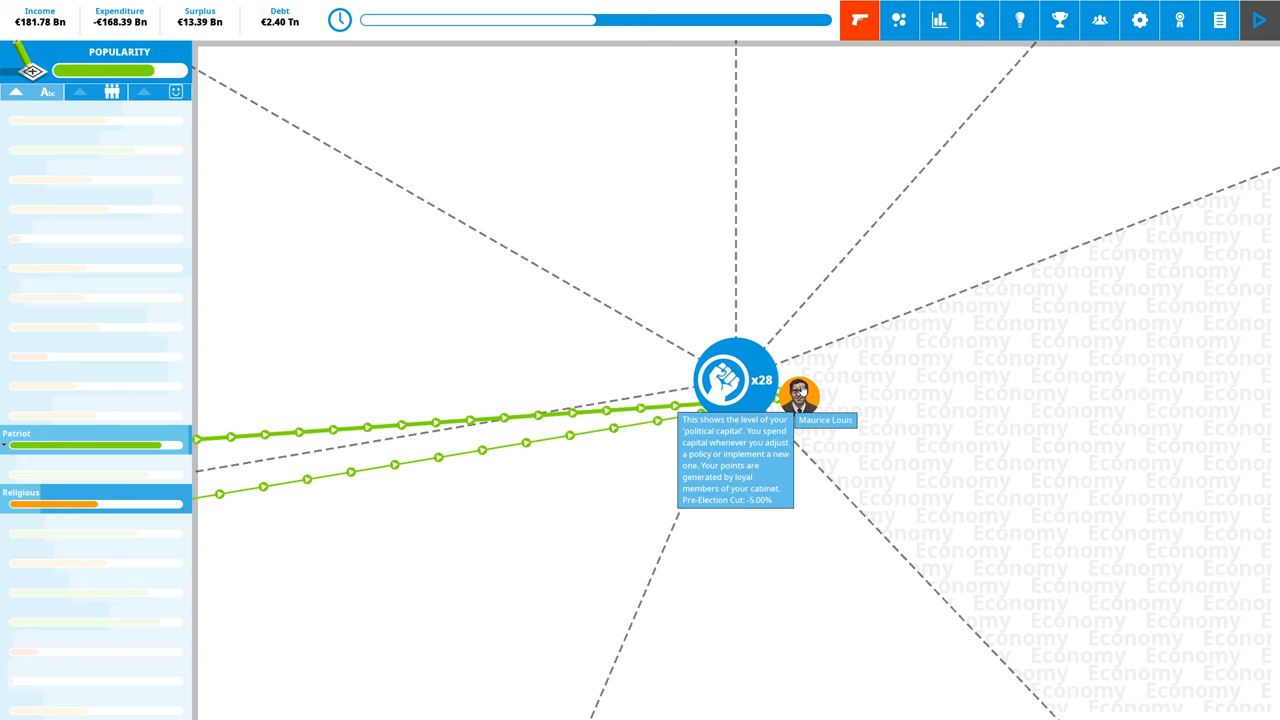 Income
Expenditure
Surplus
Debt
€181.78 Bn
-€168.39 Bn
€13.39 Bn
€2.40 Tn
POPULARITY
Abc
Patriot
Religious
x28
Maurice Louis
This shows the level of your
'political capital'. You spend
capital whenever you adjust
a policy or implement a new
one. Your points are
generated by loyal
members of your cabinet.
Pre-Election Cut: -5.00%
Economy Economy Economy